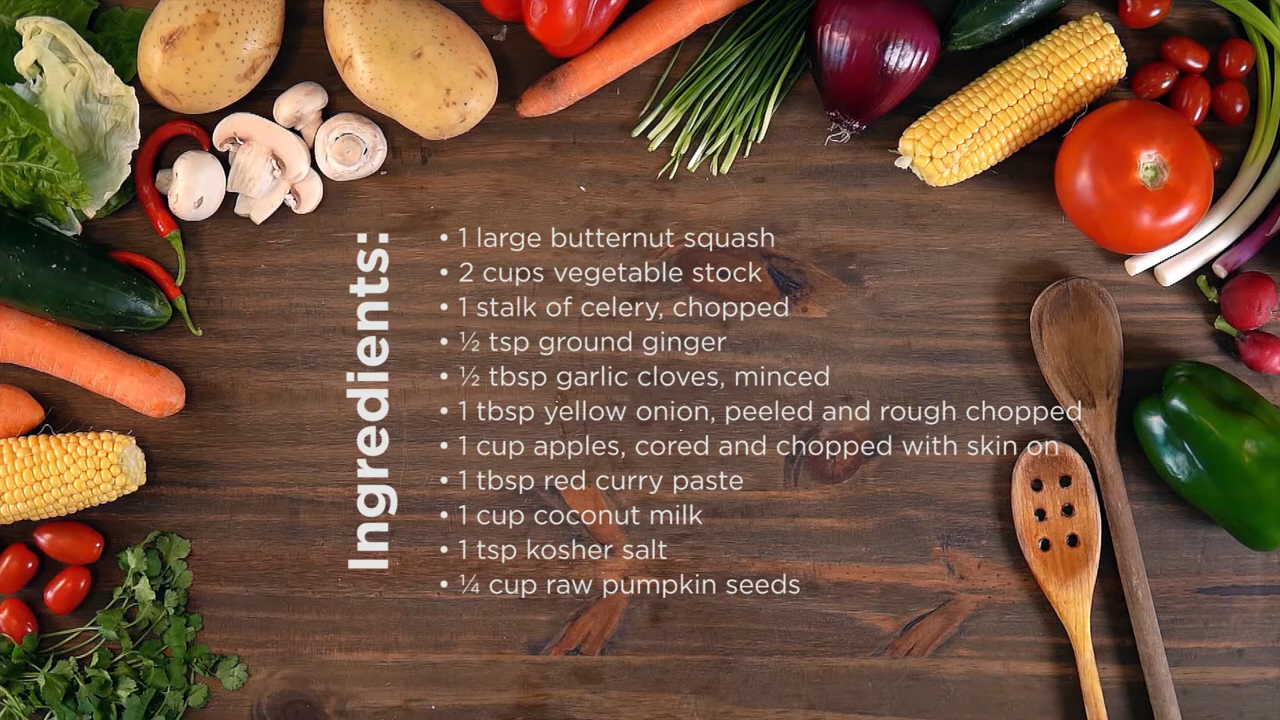 Ingredients:
• 1 large butternut squash
• 2 cups vegetable stock
• 1 stalk of celery, chopped
• ½ tsp ground ginger
• ½ tbsp garlic cloves, minced
• 1 tbsp yellow onion, peeled and rough chopped
• 1 cup apples, cored and chopped with skin on
• 1 tbsp red curry paste
• 1 cup coconut milk
• 1 tsp kosher salt
• ¼ cup raw pumpkin seeds